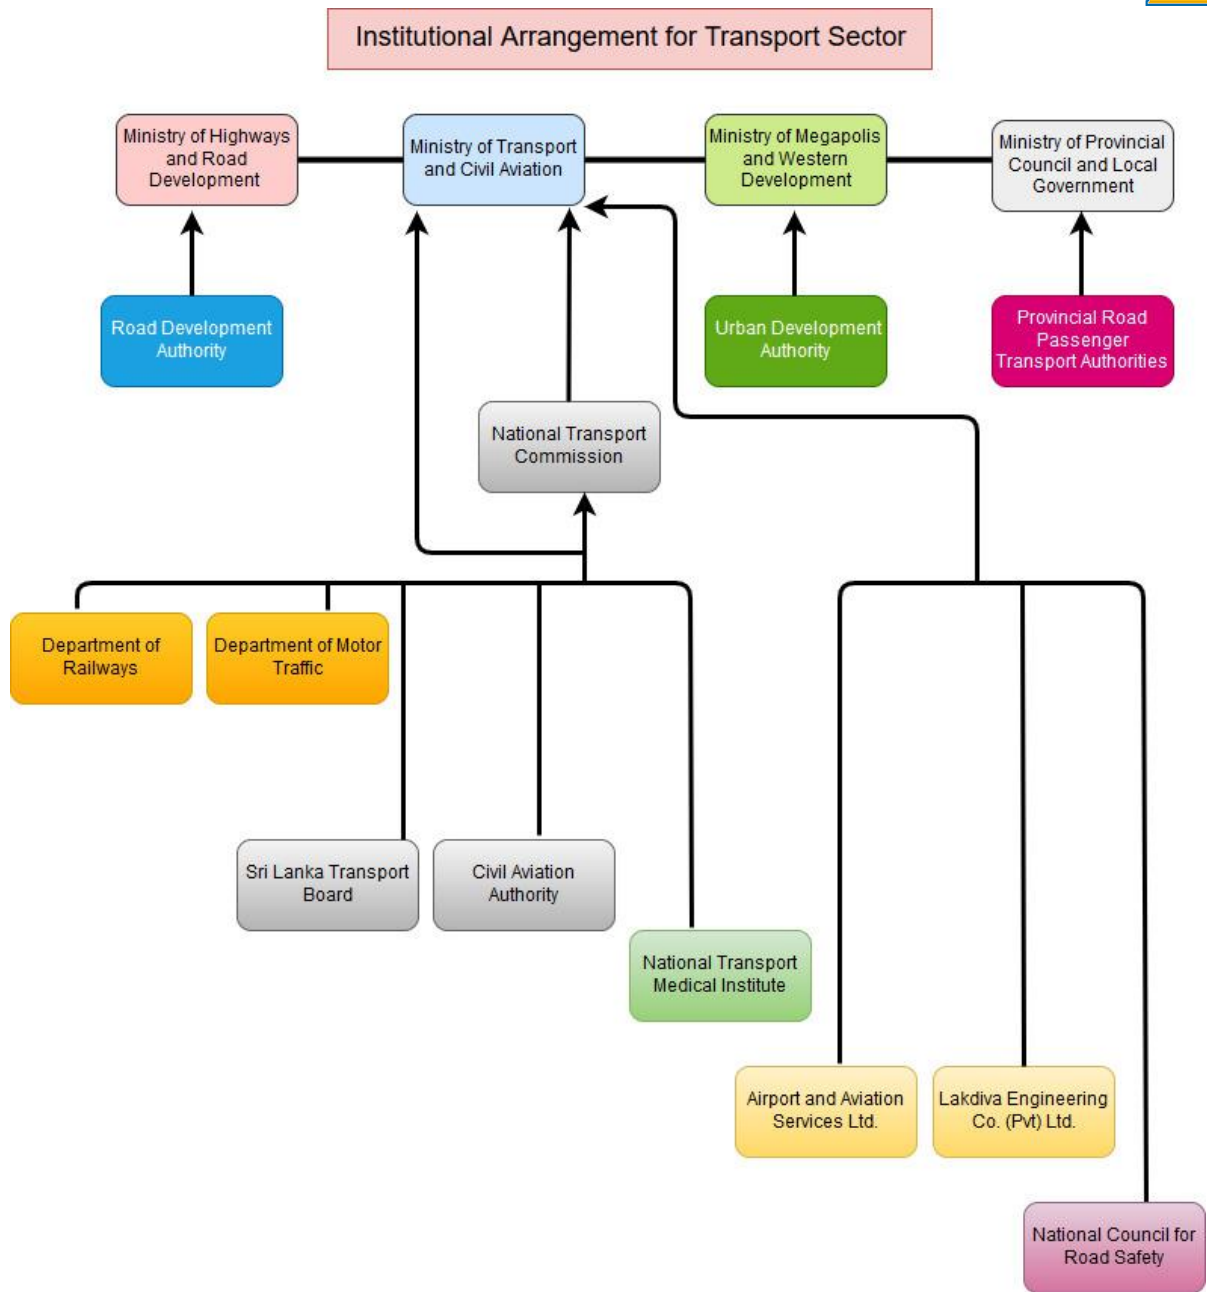 Institutional Arrangement for Transport Sector
Ministry of Highways
and Road
Development
Ministry of Transport
and Civil Aviation
Ministry of Megapolis
and Western
Development
Ministry of Provincial
Council and Local
Government
Road Development
Authority
Urban Development
Authority
Provincial Road
Passenger
Transport Authorities
National Transport
Commission
Department of
Railways
Department of Motor
Traffic
Sri Lanka Transport
Board
Civil Aviation
Authority
National Transport
Medical Institute
Airport and Aviation
Services Ltd.
Lakdiva Engineering
Co. (Pvt) Ltd.
National Council for
Road Safety